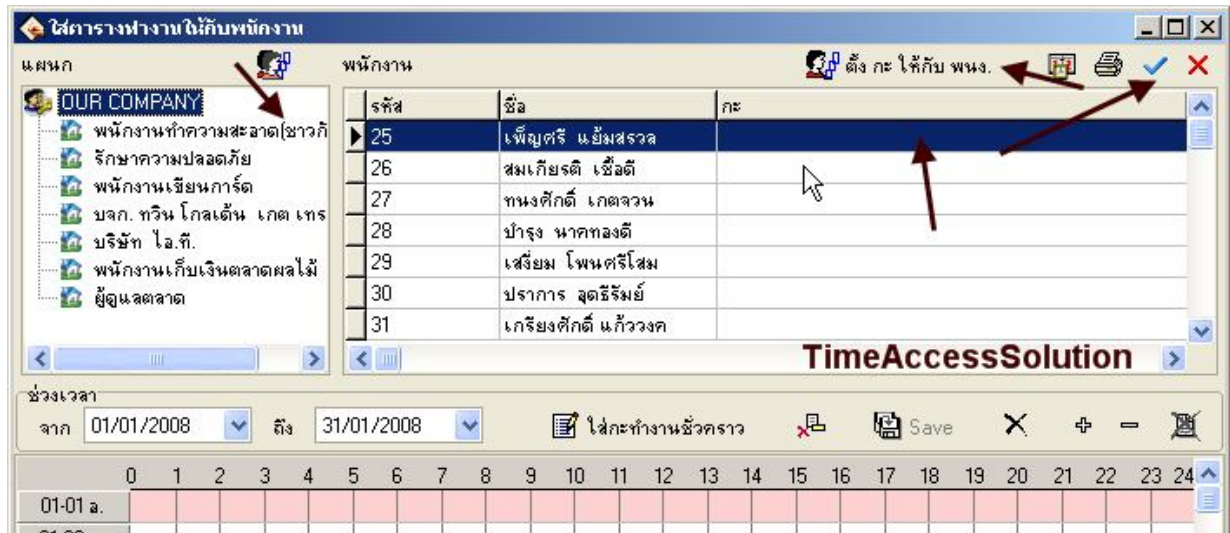 ใส่ตารางทำงานให้กับพนักงาน
แผนก
พนักงาน
ตั้ง กะ ให้กับ พนง.
OUR COMPANY
พนักงานทำความสะอาด(ชาวกั
รักษาความปลอดภัย
พนักงานเขียนการ์ด
บจก. ทวิน โกลเด้น เกต เทร
บริษัท ไอ.ที.
พนักงานเก็บเงินตลาดผลไม้
ผู้ดูแลตลาด
รหัส ชื่อ กะ
25 เพ็ญศรี แย้มสรวล
26 สมเกียรติ เชื้อดี
27 ทนงศักดิ์ เกตจวน
28 บำรุง นาคทองดี
29 เสงี่ยม โพนศรีโสม
30 ปราการ อุตธีรัมย์
31 เกรียงศักดิ์ แก้ววงค
TimeAccessSolution
ช่วงเวลา
จาก 01/01/2008 ถึง 31/01/2008 ใส่กะทำงานชั่วคราว Save
0 1 2 3 4 5 6 7 8 9 10 11 12 13 14 15 16 17 18 19 20 21 22 23 24
01-01 อ.